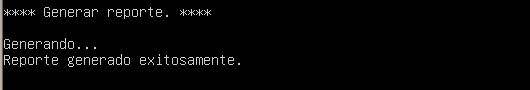 **** Generar reporte. ****
Generando...
Reporte generado exitosamente.